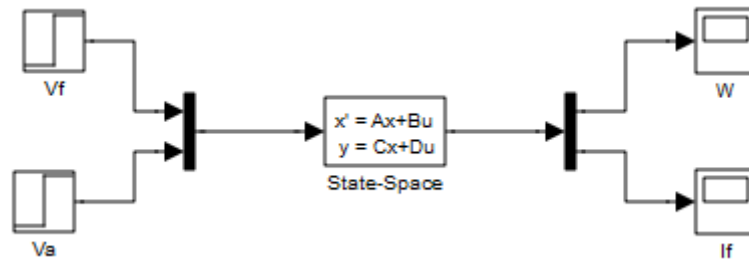 Vf
Va
x' = Ax+Bu
y = Cx+Du
State-Space
W
If